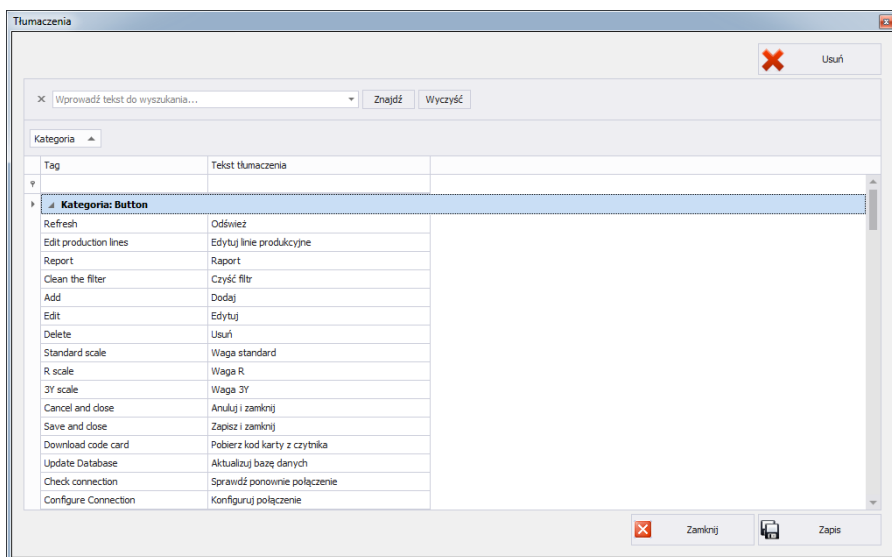 Tłumaczenia
Usuń
Wprowadź tekst do wyszukania... Znajdź Wyczyść
Kategoria
Tag Tekst tłumaczenia
Kategoria: Button
Refresh Odśwież
Edit production lines Edytuj linie produkcyjne
Report Raport
Clean the filter Czyść filtr
Add Dodaj
Edit Edytuj
Delete Usuń
Standard scale Waga standard
R scale Waga R
3Y scale Waga 3Y
Cancel and close Anuluj i zamknij
Save and close Zapisz i zamknij
Download code card Pobierz kod karty z czytnika
Update Database Aktualizuj bazę danych
Check connection Sprawdź ponownie połączenie
Configure Connection Konfiguruj połączenie
Zamknij Zapis